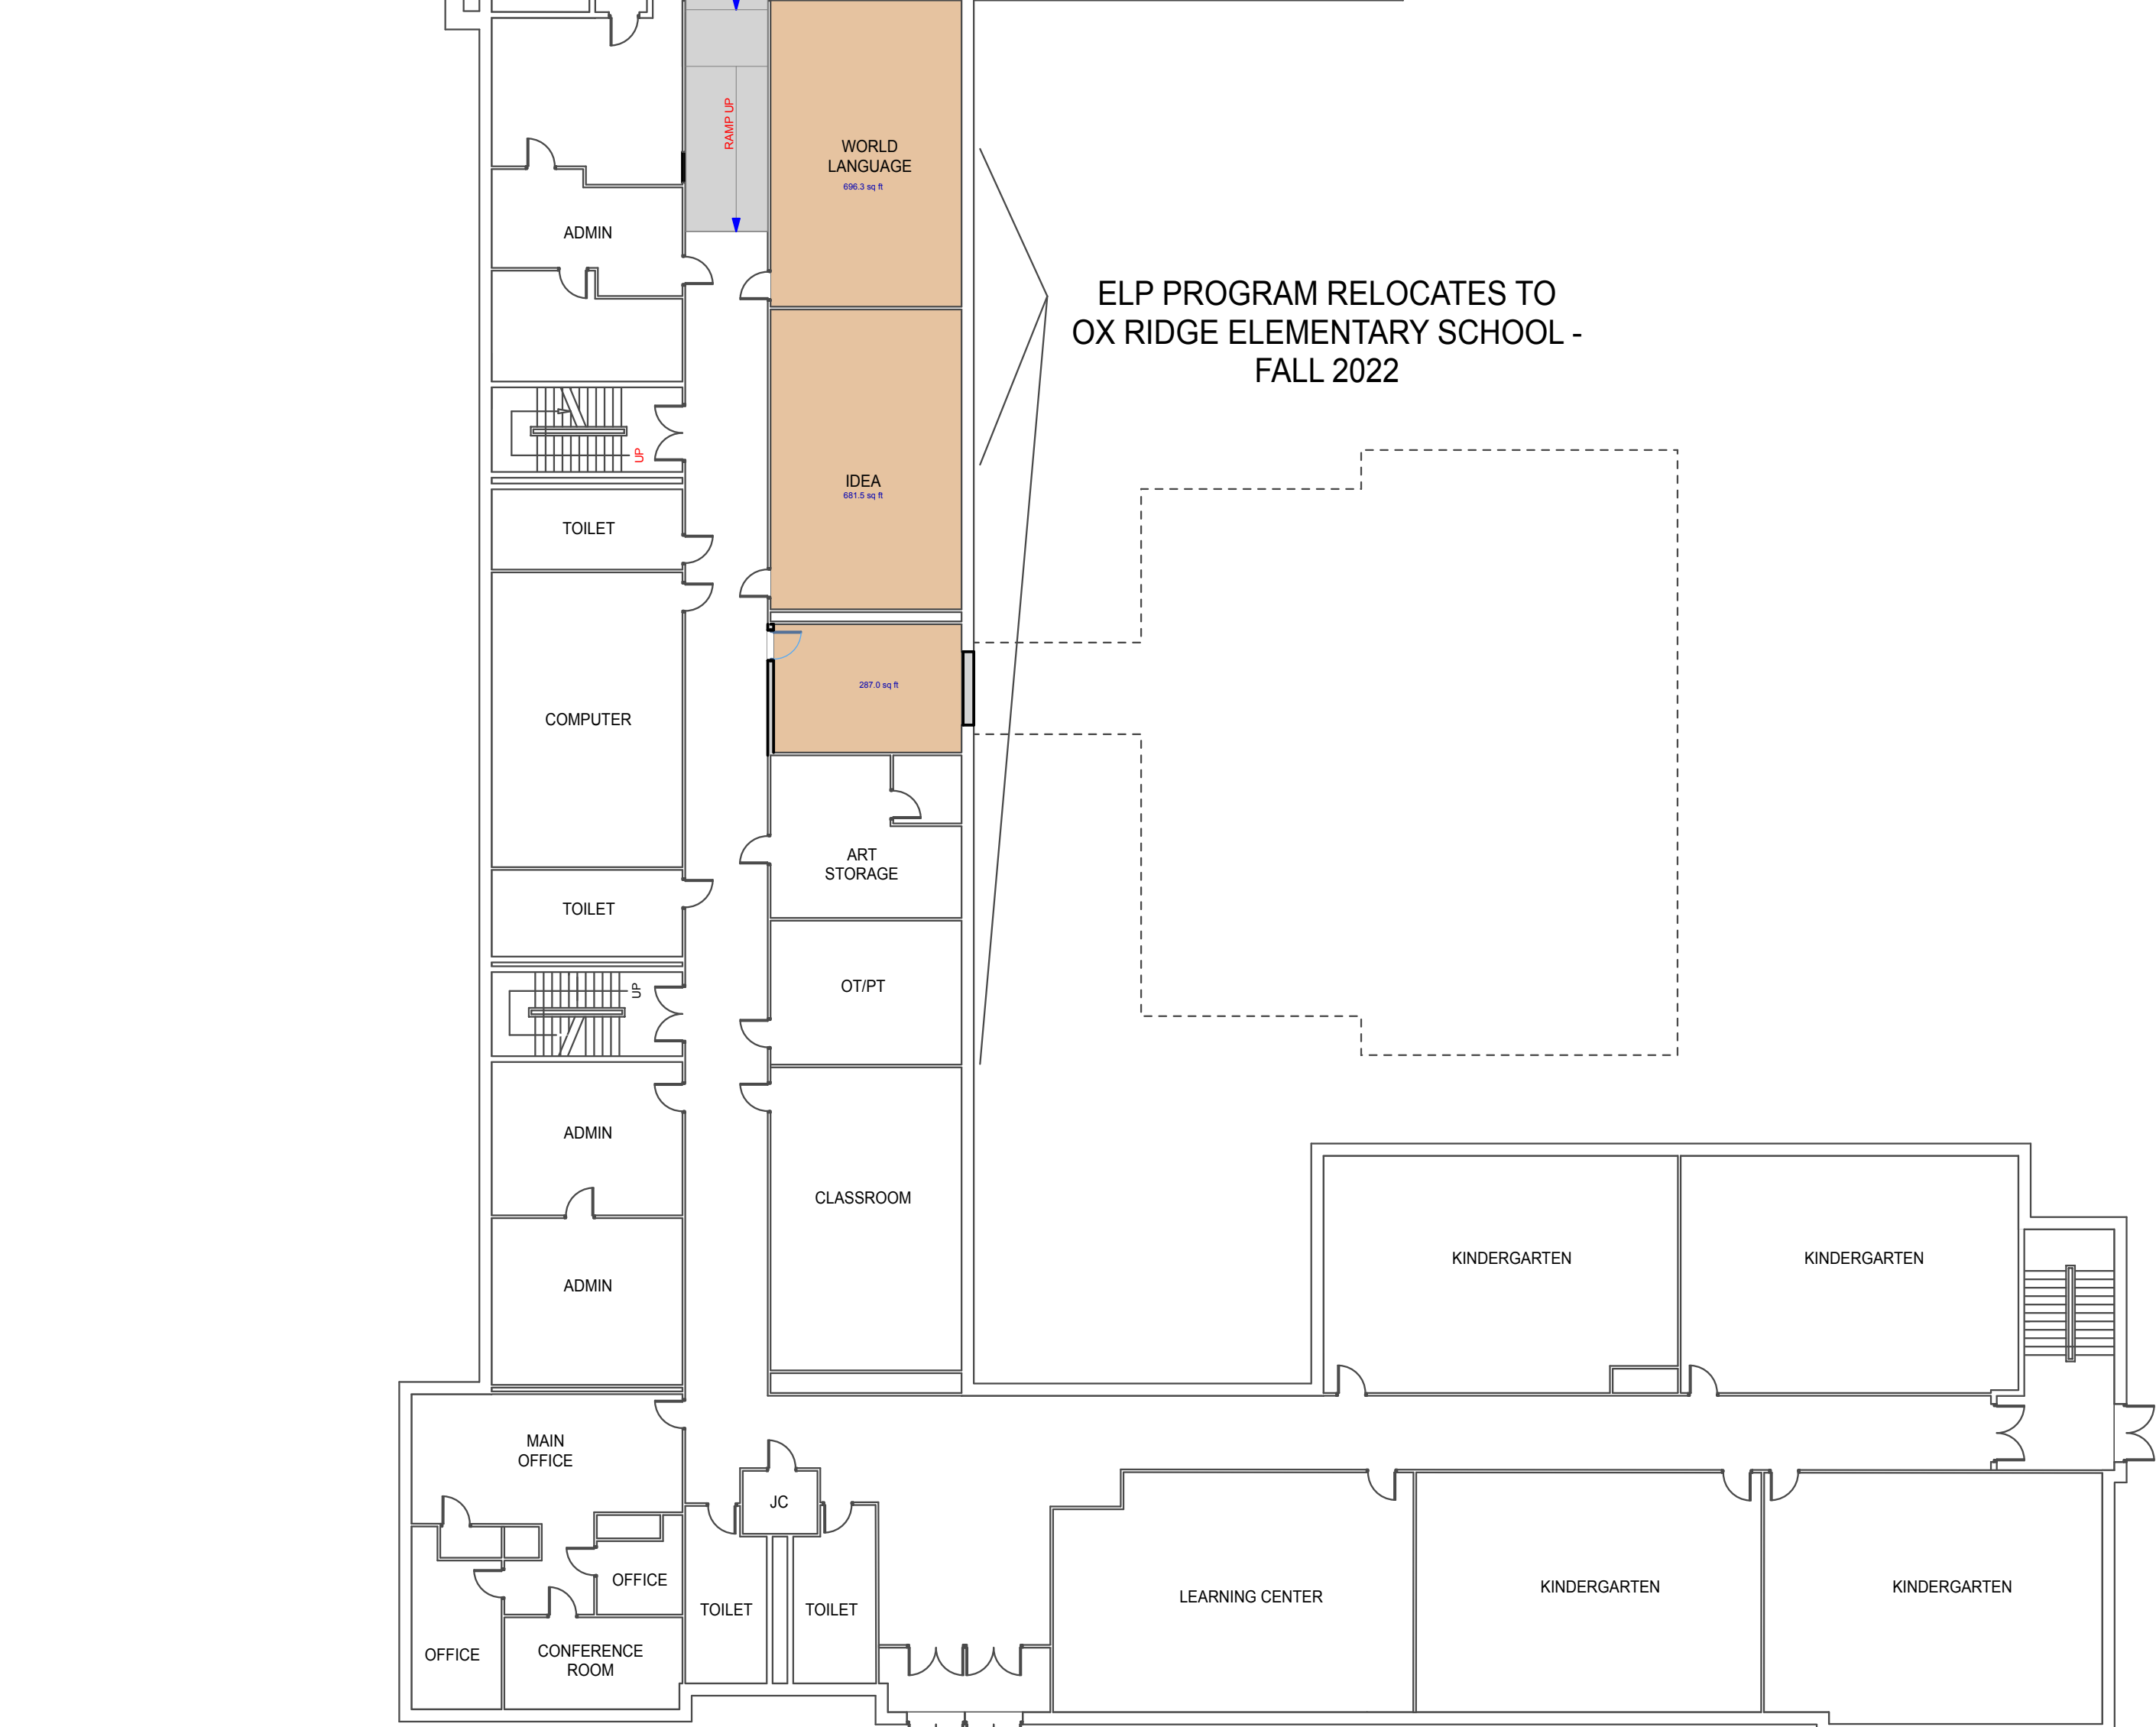 RAMP UP
WORLD
LANGUAGE
696.3 sq ft
ADMIN
ELP PROGRAM RELOCATES TO
OX RIDGE ELEMENTARY SCHOOL -
FALL 2022
UP
IDEA
681.5 sq ft
TOILET
287.0 sq ft
COMPUTER
ART
STORAGE
TOILET
OT/PT
UP
ADMIN
CLASSROOM
KINDERGARTEN
KINDERGARTEN
ADMIN
MAIN
OFFICE
JC
OFFICE
TOILET
TOILET
LEARNING CENTER
KINDERGARTEN
KINDERGARTEN
OFFICE
CONFERENCE
ROOM